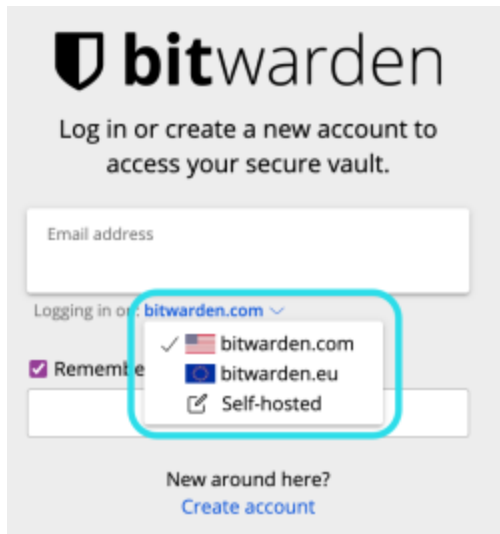 bitwarden
Log in or create a new account to
access your secure vault.
Email address
Logging in on: bitwarden.com
bitwarden.com
bitwarden.eu
Self-hosted
New around here?
Create account